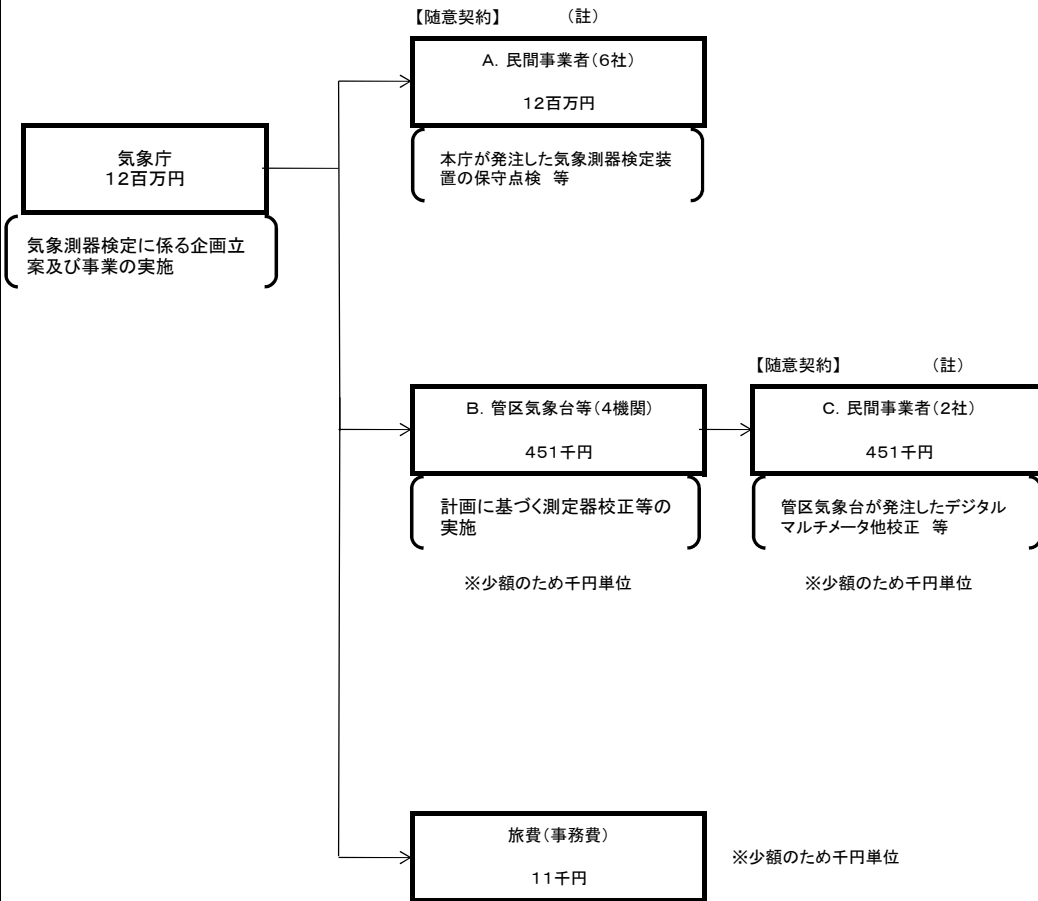 【随意契約】 （註）
A．民間事業者（６社）
１２百万円
本庁が発注した気象測器検定装
置の保守点検 等
気象庁
１２百万円
気象測器検定に係る企画立
案及び事業の実施
【随意契約】 （註）
B．管区気象台等（４機関）
４５１千円
計画に基づく測定器校正等の
実施
※少額のため千円単位
C．民間事業者（２社）
４５１千円
管区気象台が発注したデジタル
マルチメータ他校正 等
※少額のため千円単位
旅費（事務費）
１１千円
※少額のため千円単位